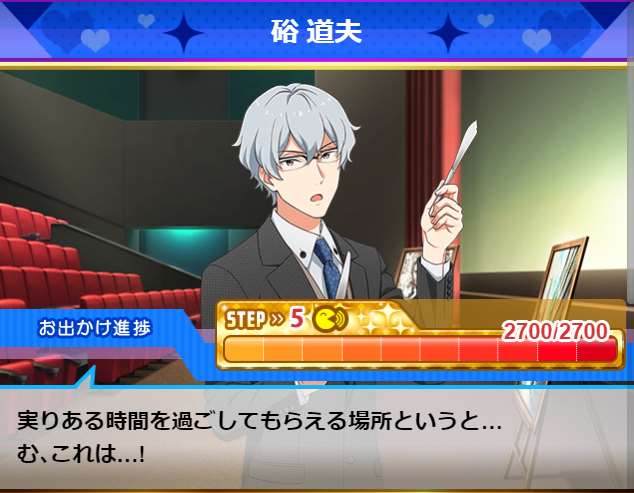 硲 道夫
お出かけ進捗
STEP >> 5
2700/2700
実りある時間を過ごしてもらえる場所というと…
む、これは…!